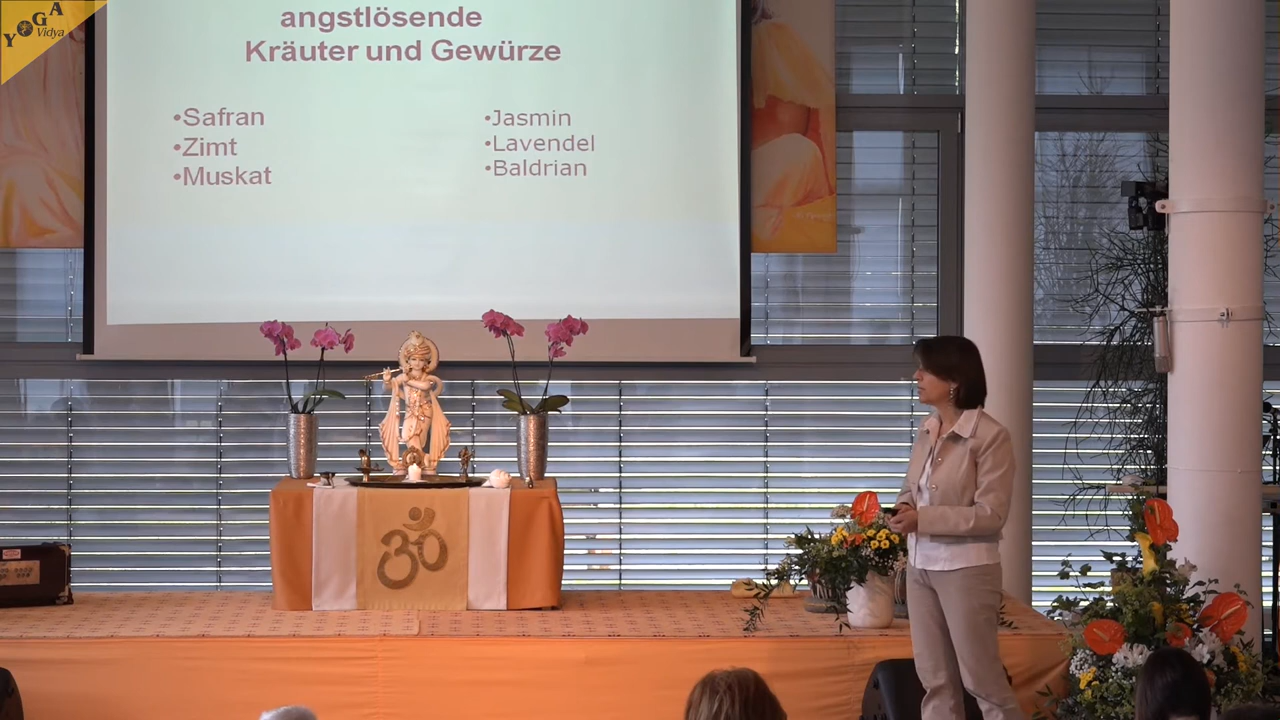 YOGA
Vidya
angstlösende
Kräuter und Gewürze
•Safran
•Zimt
•Muskat
•Jasmin
•Lavendel
•Baldrian
ॐ